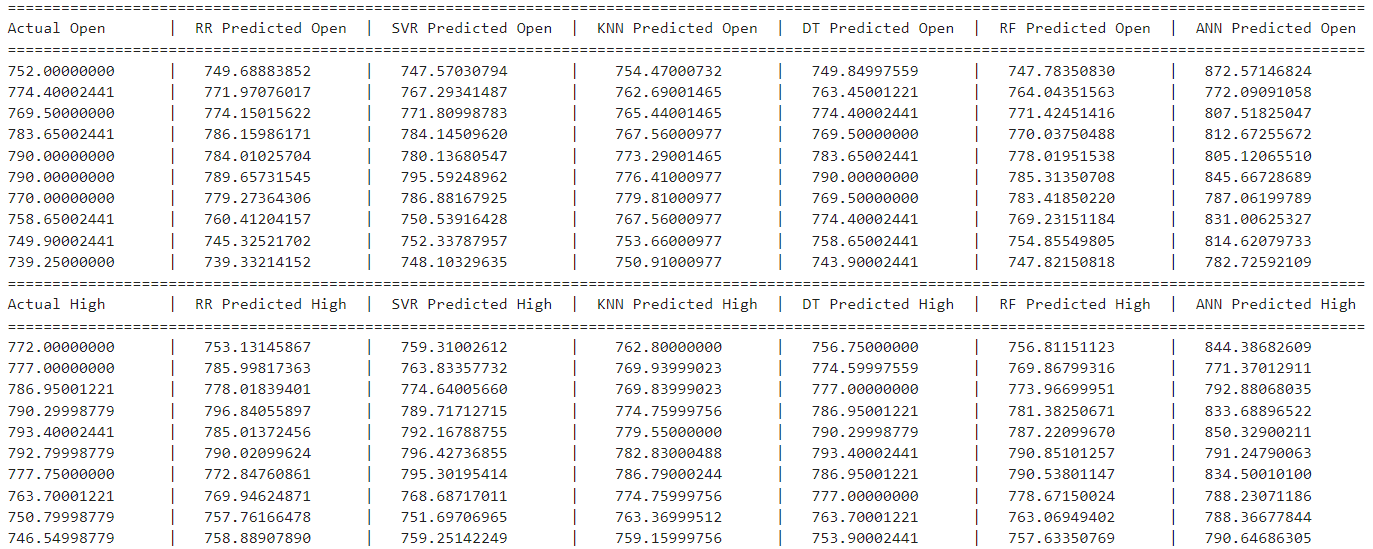 =======================================================================================================================================================
Actual Open | RR Predicted Open | SVR Predicted Open | KNN Predicted Open | DT Predicted Open | RF Predicted Open | ANN Predicted Open
=======================================================================================================================================================
752.00000000 | 749.68883852 | 747.57030794 | 754.47000732 | 749.84997559 | 747.78350830 | 872.57146824
774.40002441 | 771.97076017 | 767.29341487 | 762.69001465 | 763.45001221 | 764.04351563 | 772.09091058
769.50000000 | 774.15015622 | 771.80998783 | 765.44001465 | 774.40002441 | 771.42451416 | 807.51825047
783.65002441 | 786.15986171 | 784.14509620 | 767.56000977 | 769.50000000 | 770.03750488 | 812.67255672
790.00000000 | 784.01025704 | 780.13680547 | 773.29001465 | 783.65002441 | 778.01951538 | 805.12065510
790.00000000 | 789.65731545 | 795.59248962 | 776.41000977 | 790.00000000 | 785.31350708 | 845.66728689
770.00000000 | 779.27364306 | 786.88167925 | 779.81000977 | 769.50000000 | 783.41850220 | 787.06199789
758.65002441 | 760.41204157 | 750.53916428 | 767.56000977 | 774.40002441 | 769.23151184 | 831.00625327
749.90002441 | 745.32521702 | 752.33787957 | 753.66000977 | 758.65002441 | 754.85549805 | 814.62079733
739.25000000 | 739.33214152 | 748.10329635 | 750.91000977 | 743.90002441 | 747.82150818 | 782.72592109
=======================================================================================================================================================
Actual High | RR Predicted High | SVR Predicted High | KNN Predicted High | DT Predicted High | RF Predicted High | ANN Predicted High
=======================================================================================================================================================
772.00000000 | 753.13145867 | 759.31002612 | 762.80000000 | 756.75000000 | 756.81151123 | 844.38682609
777.00000000 | 785.99817363 | 763.83357732 | 769.93999023 | 774.59997559 | 769.86799316 | 771.37012911
786.95001221 | 778.01839401 | 774.64005660 | 769.83999023 | 777.00000000 | 773.96699951 | 792.88068035
790.29998779 | 796.84055897 | 789.71712715 | 774.75999756 | 786.95001221 | 781.38250671 | 833.68896522
793.40002441 | 785.01372456 | 792.16788755 | 779.55000000 | 790.29998779 | 787.22099670 | 850.32900211
792.79998779 | 790.02099624 | 796.42736855 | 782.83000488 | 793.40002441 | 790.85101257 | 791.24790063
777.75000000 | 772.84760861 | 795.30195414 | 786.79000244 | 786.95001221 | 790.53801147 | 834.50010100
763.70001221 | 769.94624871 | 768.68717011 | 774.75999756 | 777.00000000 | 778.67150024 | 788.23071186
750.79998779 | 757.76166478 | 751.69706965 | 763.36999512 | 763.70001221 | 763.06949402 | 788.36677844
746.54998779 | 758.88907890 | 759.25142249 | 759.15999756 | 753.90002441 | 757.63350769 | 790.64686305